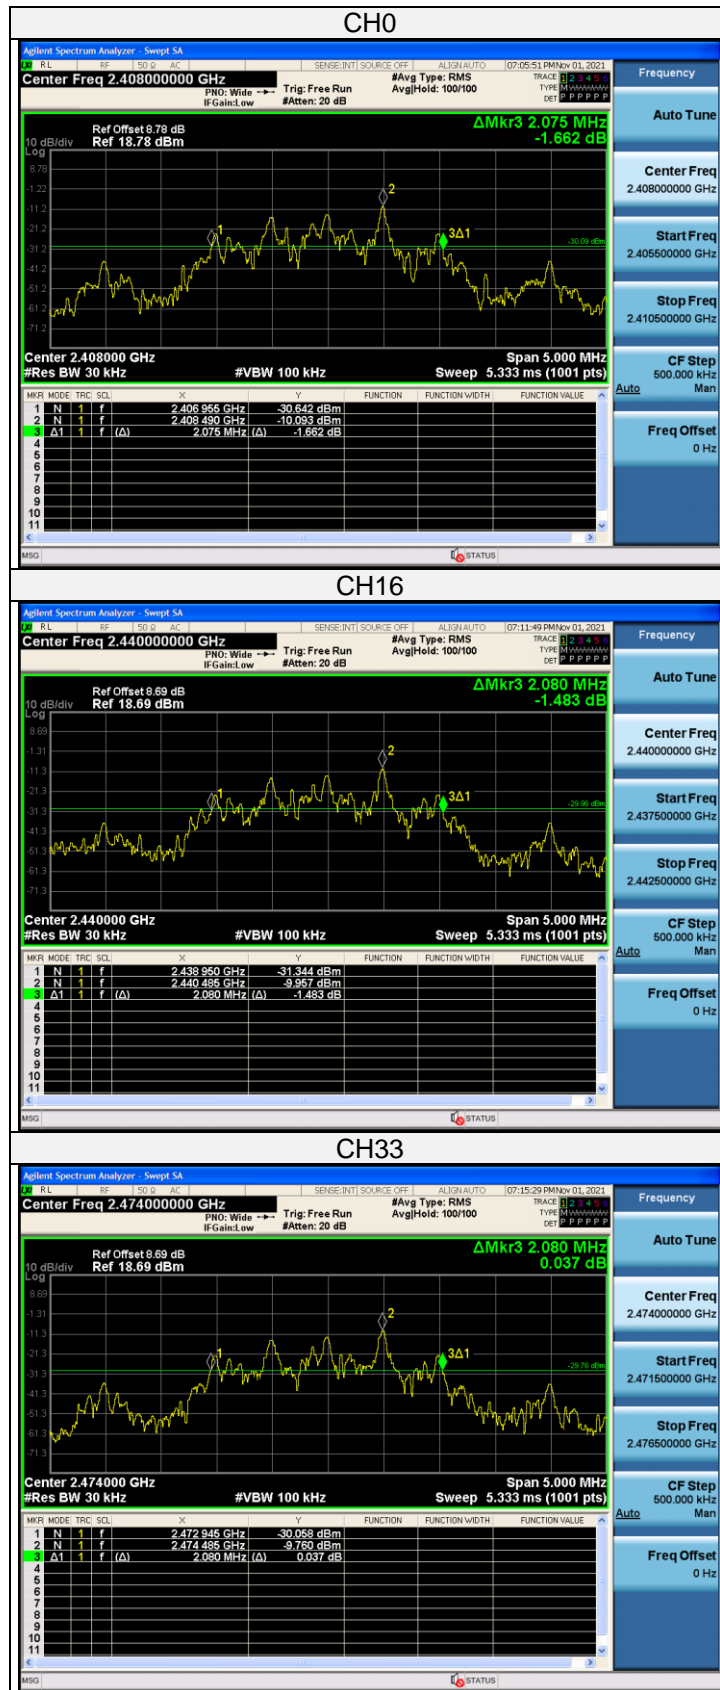 CH0
Agilent Spectrum Analyzer - Swept SA
RL RF 50 Ω AC SENSE:INT SOURCE OFF ALIGN AUTO 07:05:51 PM Nov 01, 2021
Center Freq 2.408000000 GHz #Avg Type: RMS TRACE 1 2 3 4 5 6
PNO: Wide Trig: Free Run Avg|Hold: 100/100 TYPE M
IFGain:Low #Atten: 20 dB DET P P P P P P
Ref Offset 8.78 dB ΔMkr3 2.075 MHz
10 dB/div Ref 18.78 dBm -1.662 dB
Log
8.78
-1.22
-11.2
-21.2
-31.2
-41.2
-51.2
-61.2
-71.2
1
2
3Δ1
-30.09 dBm
Center 2.408000 GHz Span 5.000 MHz
#Res BW 30 kHz #VBW 100 kHz Sweep 5.333 ms (1001 pts)
MKR MODE TRC SCL X Y FUNCTION FUNCTION WIDTH FUNCTION VALUE
1 N 1 f 2.406 955 GHz -30.642 dBm
2 N 1 f 2.408 490 GHz -10.093 dBm
3 Δ1 1 f (Δ) 2.075 MHz (Δ) -1.662 dB
4
5
6
7
8
9
10
11
MSG STATUS
Frequency
Auto Tune
Center Freq
2.408000000 GHz
Start Freq
2.405500000 GHz
Stop Freq
2.410500000 GHz
CF Step
500.000 kHz
Auto Man
Freq Offset
0 Hz
CH16
Agilent Spectrum Analyzer - Swept SA
RL RF 50 Ω AC SENSE:INT SOURCE OFF ALIGN AUTO 07:11:49 PM Nov 01, 2021
Center Freq 2.440000000 GHz #Avg Type: RMS TRACE 1 2 3 4 5 6
PNO: Wide Trig: Free Run Avg|Hold: 100/100 TYPE M
IFGain:Low #Atten: 20 dB DET P P P P P P
Ref Offset 8.69 dB ΔMkr3 2.080 MHz
10 dB/div Ref 18.69 dBm -1.483 dB
Log
8.69
-1.31
-11.3
-21.3
-31.3
-41.3
-51.3
-61.3
-71.3
1
2
3Δ1
-29.96 dBm
Center 2.440000 GHz Span 5.000 MHz
#Res BW 30 kHz #VBW 100 kHz Sweep 5.333 ms (1001 pts)
MKR MODE TRC SCL X Y FUNCTION FUNCTION WIDTH FUNCTION VALUE
1 N 1 f 2.438 950 GHz -31.344 dBm
2 N 1 f 2.440 485 GHz -9.957 dBm
3 Δ1 1 f (Δ) 2.080 MHz (Δ) -1.483 dB
4
5
6
7
8
9
10
11
MSG STATUS
Frequency
Auto Tune
Center Freq
2.440000000 GHz
Start Freq
2.437500000 GHz
Stop Freq
2.442500000 GHz
CF Step
500.000 kHz
Auto Man
Freq Offset
0 Hz
CH33
Agilent Spectrum Analyzer - Swept SA
RL RF 50 Ω AC SENSE:INT SOURCE OFF ALIGN AUTO 07:15:29 PM Nov 01, 2021
Center Freq 2.474000000 GHz #Avg Type: RMS TRACE 1 2 3 4 5 6
PNO: Wide Trig: Free Run Avg|Hold: 100/100 TYPE M
IFGain:Low #Atten: 20 dB DET P P P P P P
Ref Offset 8.69 dB ΔMkr3 2.080 MHz
10 dB/div Ref 18.69 dBm 0.037 dB
Log
8.69
-1.31
-11.3
-21.3
-31.3
-41.3
-51.3
-61.3
-71.3
1
2
3Δ1
-29.76 dBm
Center 2.474000 GHz Span 5.000 MHz
#Res BW 30 kHz #VBW 100 kHz Sweep 5.333 ms (1001 pts)
MKR MODE TRC SCL X Y FUNCTION FUNCTION WIDTH FUNCTION VALUE
1 N 1 f 2.472 945 GHz -30.058 dBm
2 N 1 f 2.474 485 GHz -9.760 dBm
3 Δ1 1 f (Δ) 2.080 MHz (Δ) 0.037 dB
4
5
6
7
8
9
10
11
MSG STATUS
Frequency
Auto Tune
Center Freq
2.474000000 GHz
Start Freq
2.471500000 GHz
Stop Freq
2.476500000 GHz
CF Step
500.000 kHz
Auto Man
Freq Offset
0 Hz